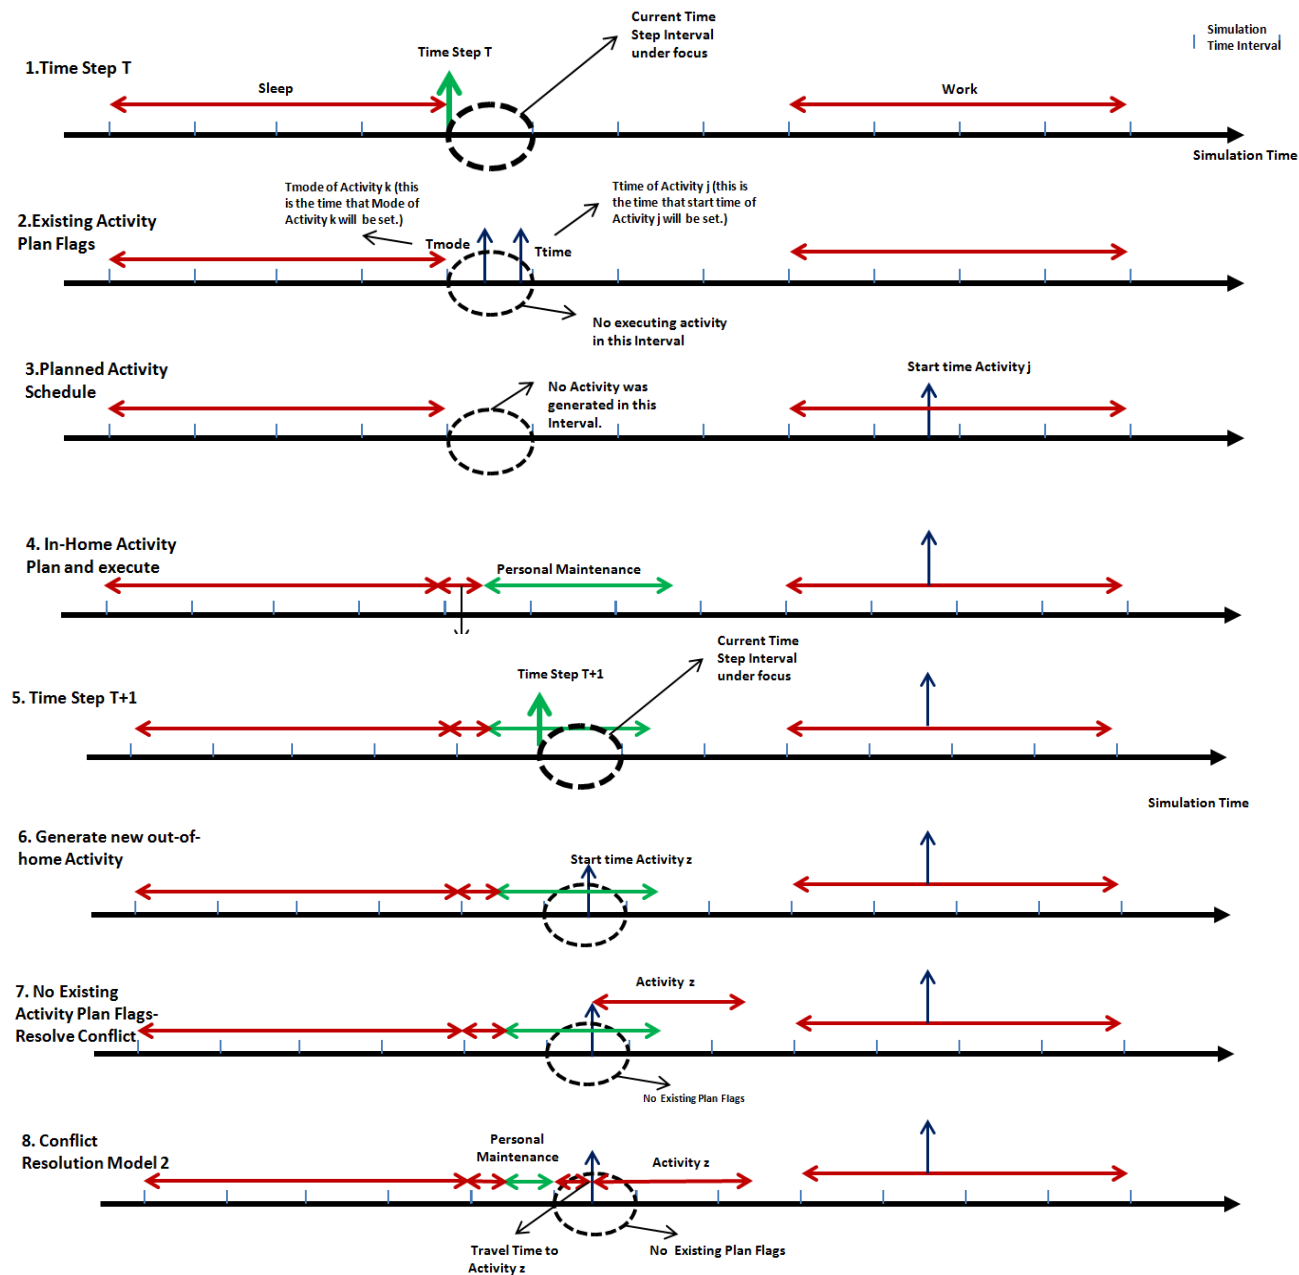 Current Time
Step Interval
under focus
Simulation
Time Interval
Time Step T
1.Time Step T
Sleep
Work
Simulation Time
Tmode of Activity k (this
is the time that Mode of
Activity k will be set.)
Ttime of Activity j (this is
the time that start time of
Activity j will be set.)
2.Existing Activity
Plan Flags
Tmode
Ttime
No executing activity
in this Interval
3.Planned Activity
Schedule
Start time Activity j
No Activity was
generated in this
Interval.
4. In-Home Activity
Plan and execute
Personal Maintenance
Current Time
Step Interval
under focus
Time Step T+1
5. Time Step T+1
Simulation Time
6. Generate new out-of-
home Activity
Start time Activity z
7. No Existing
Activity Plan Flags-
Resolve Conflict
Activity z
No Existing Plan Flags
8. Conflict
Resolution Model 2
Personal
Maintenance
Activity z
Travel Time to
Activity z
No Existing Plan Flags